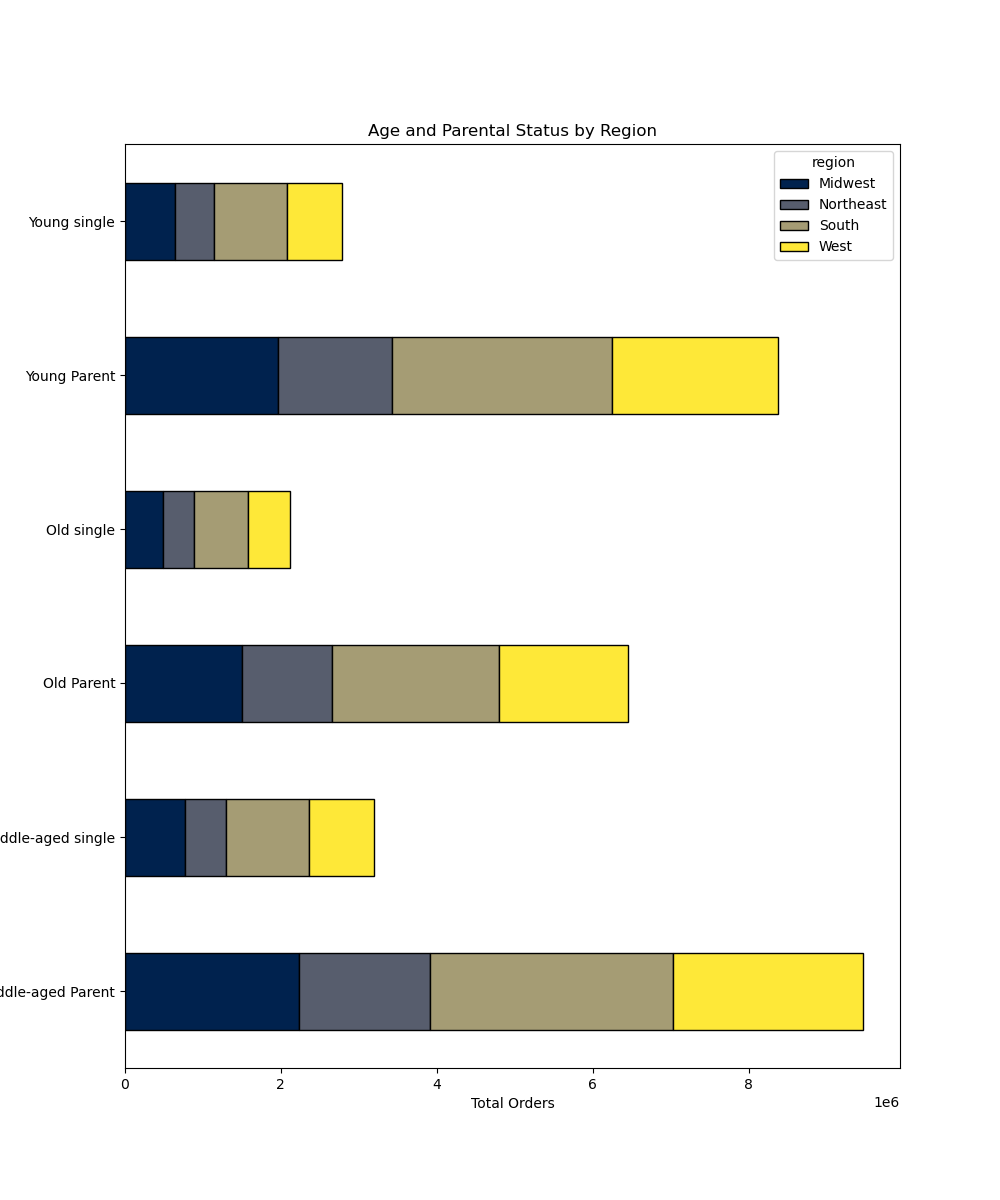 Age and Parental Status by Region
region
Midwest
Northeast
South
West
Young single
Young Parent
Old single
Old Parent
ddle-aged single
ddle-aged Parent
0 2 4 6 8
1e6
Total Orders